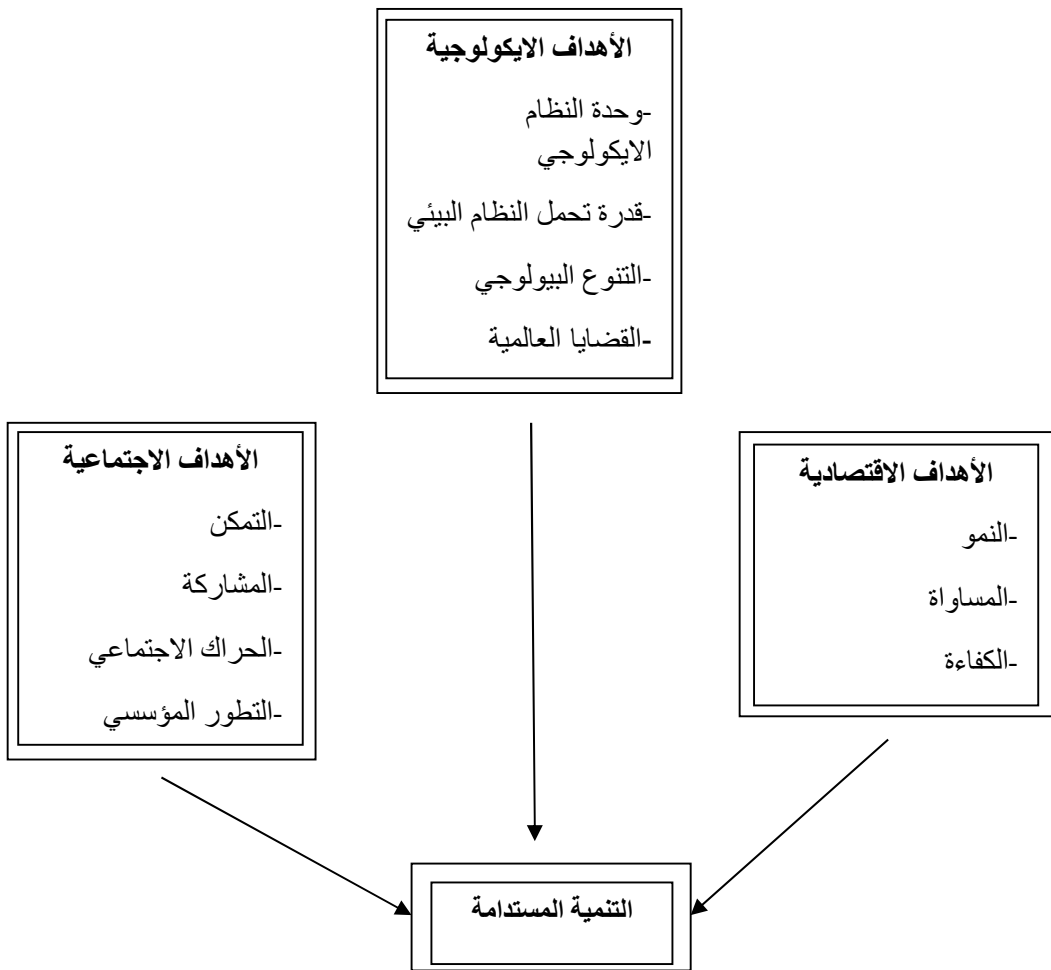 الأهداف الايكولوجية
-وحدة النظام
الايكولوجي
-قدرة تحمل النظام البيئي
-التنوع البيولوجي
-القضايا العالمية
الأهداف الاقتصادية
-النمو
-المساواة
-الكفاءة
الأهداف الاجتماعية
-التمكن
-المشاركة
-الحراك الاجتماعي
-التطور المؤسسي
التنمية المستدامة